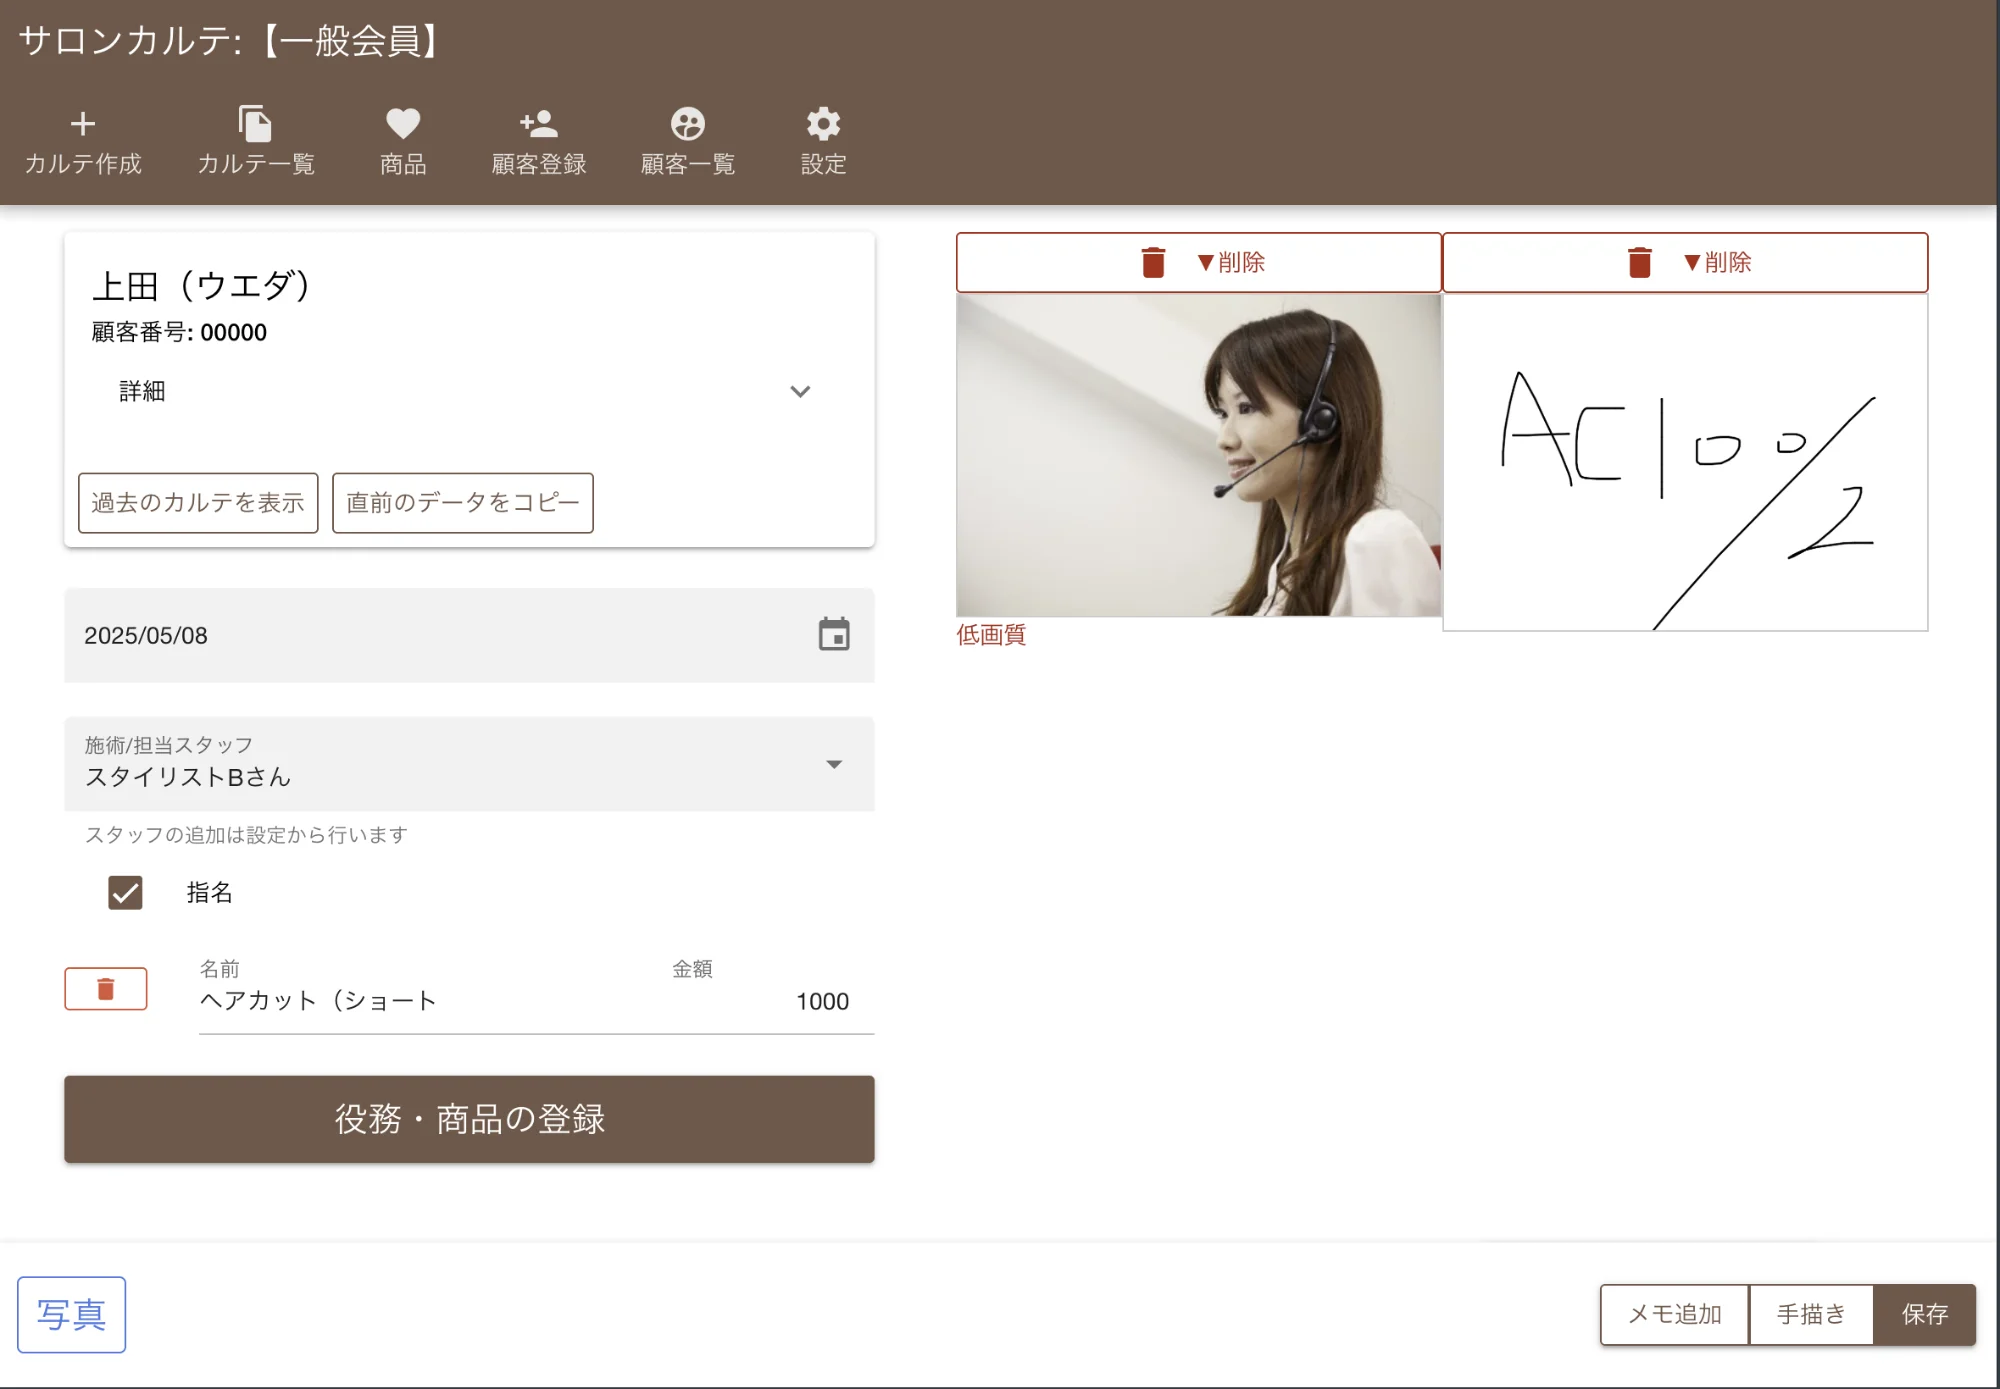 サロンカルテ:【一般会員】
カルテ作成
カルテ一覧
商品
顧客登録
顧客一覧
設定
上田（ウエダ）
顧客番号: 00000
詳細
過去のカルテを表示
直前のデータをコピー
2025/05/08
施術/担当スタッフ
スタイリストBさん
スタッフの追加は設定から行います
指名
名前
金額
ヘアカット（ショート
1000
役務・商品の登録
▼削除
▼削除
AC100/2
低画質
写真
メモ追加
手描き
保存